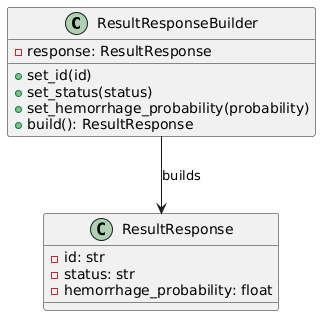 C ResultResponseBuilder
response: ResultResponse
set_id(id)
set_status(status)
set_hemorrhage_probability(probability)
build(): ResultResponse
builds
C ResultResponse
id: str
status: str
hemorrhage_probability: float